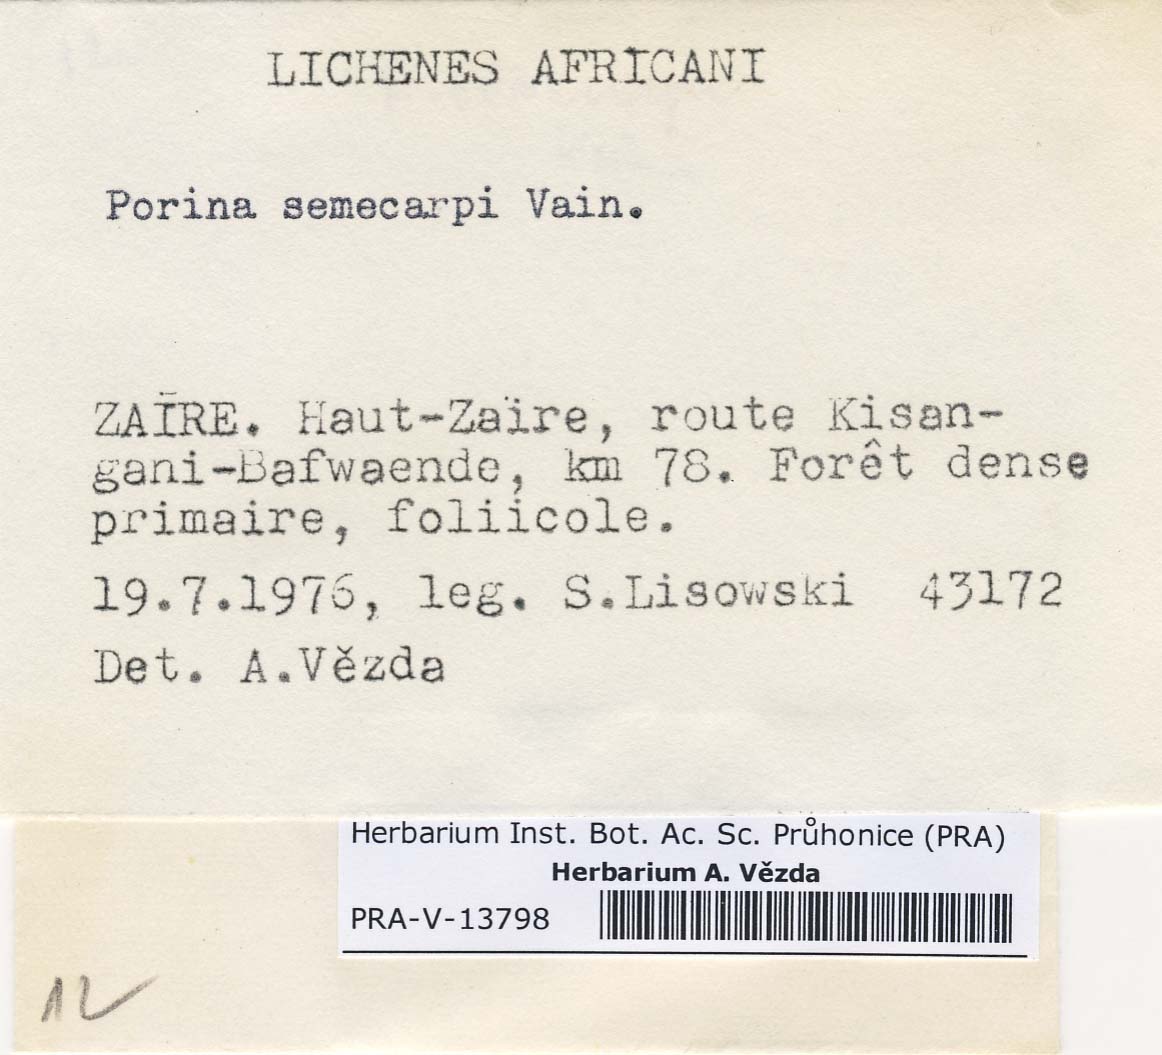 LICHENES AFRICANI
Porina semecarpi Vain.
ZAÏRE. Haut-Zaïre, route Kisan-
gani-Bafwaende, km 78. Forêt dense
primaire, foliicole.
19.7.1976, leg. S.Lisowski 43172
Det. A.Vězda
Herbarium Inst. Bot. Ac. Sc. Průhonice (PRA)
Herbarium A. Vězda
PRA-V-13798
12